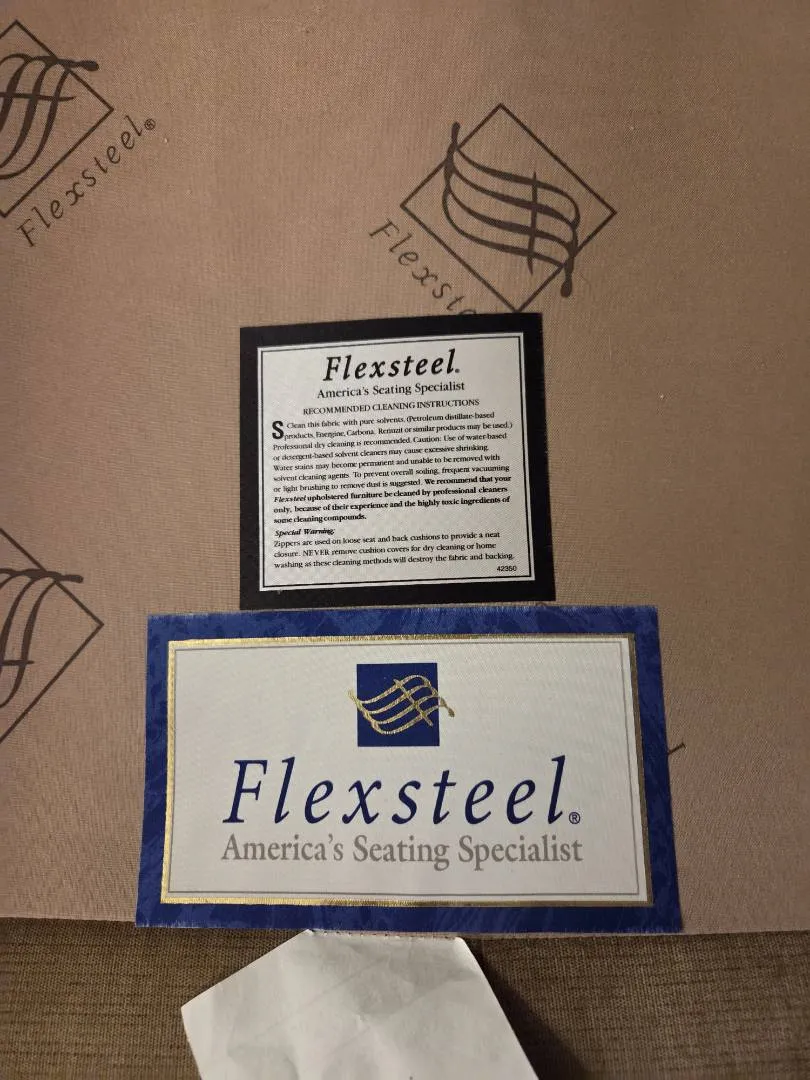 Flexsteel®
Flexste
Flexsteel.
America's Seating Specialist
RECOMMENDED CLEANING INSTRUCTIONS
S Clean this fabric with pure solvents. (Petroleum distillate-based
products, Energine, Carbona, Renuzit or similar products may be used.)
Professional dry cleaning is recommended. Caution: Use of water-based
or detergent-based solvent cleaners may cause excessive shrinking.
Water stains may become permanent and unable to be removed with
solvent cleaning agents. To prevent overall soiling, frequent vacuuming
or light brushing to remove dust is suggested. We recommend that your
Flexsteel upholstered furniture be cleaned by professional cleaners
only, because of their experience and the highly toxic ingredients of
some cleaning compounds.
Special Warning:
Zippers are used on loose seat and back cushions to provide a neat
closure. NEVER remove cushion covers for dry cleaning or home
washing as these cleaning methods will destroy the fabric and backing.
42350
Flexsteel®
America's Seating Specialist